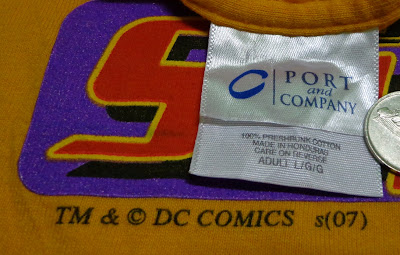 S
PORT
and
COMPANY
100% PRESHRUNK COTTON
MADE IN HONDURAS
CARE ON REVERSE
ADULT L/G/G
TM & © DC COMICS s(07)